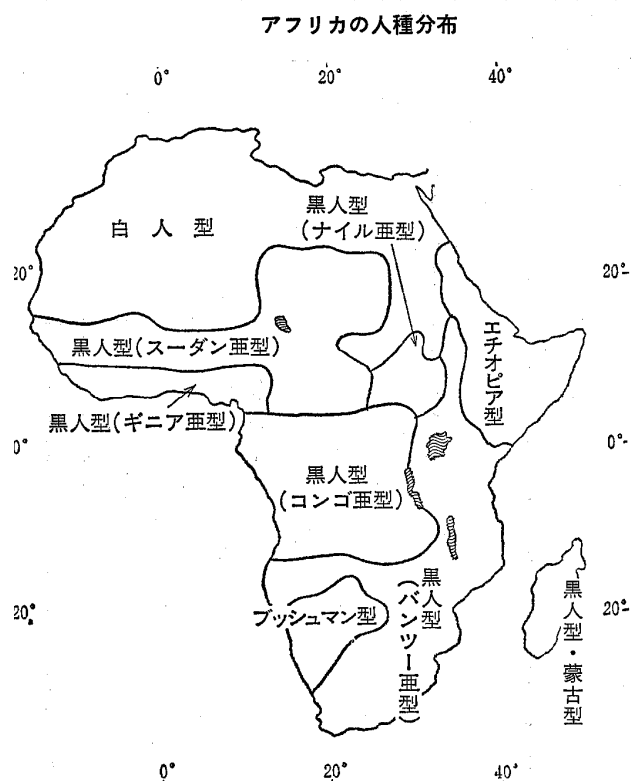 アフリカの人種分布
0° 20° 40°
黒人型
(ナイル亜型)
白人型
20° 20°
黒人型(スーダン亜型)
エチオピア型
黒人型(ギニア亜型)
0° 0°
黒人型
(コンゴ亜型)
黒人型
(バンツー亜型)
ブッシュマン型
20° 20°
黒人型・蒙古型
0° 20° 40°